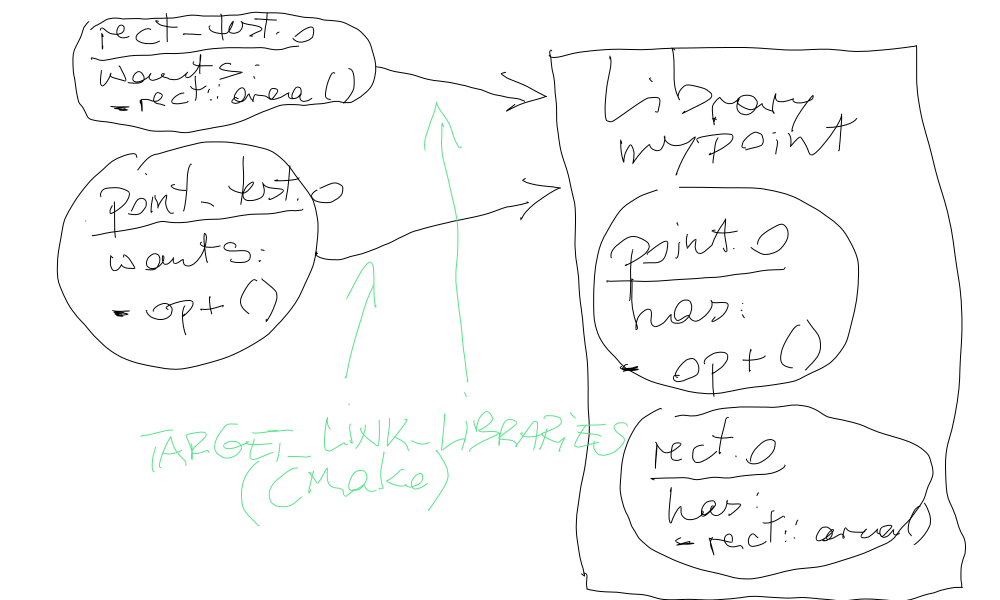 rect_test.o
wants:
- rect::area()
point_test.o
wants:
- op+()
Library
mypoint
point.o
has:
- op+()
rect.o
has:
- rect::area()
TARGET_LINK_LIBRARIES
(CMake)